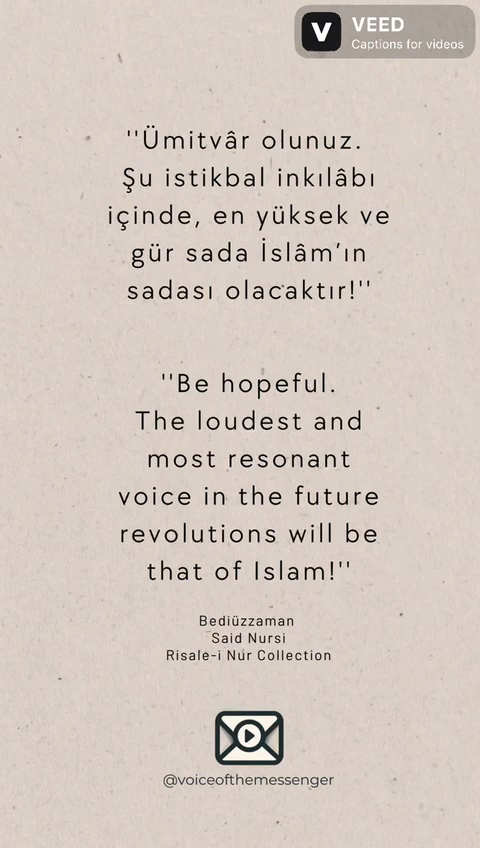 VEED
Captions for videos
''Ümitvâr olunuz.
Şu istikbal inkılâbı
içinde, en yüksek ve
gür sada İslâm'ın
sadası olacaktır!''
''Be hopeful.
The loudest and
most resonant
voice in the future
revolutions will be
that of Islam!''
Bediüzzaman
Said Nursi
Risale-i Nur Collection
@voiceofthemessenger